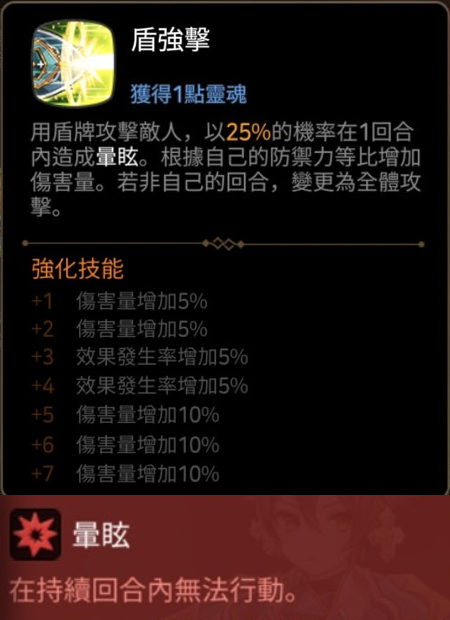 盾強擊
獲得1點靈魂
用盾牌攻擊敵人，以25%的機率在1回合
內造成暈眩。根據自己的防禦力等比增加
傷害量。若非自己的回合，變更為全體攻
擊。
強化技能
+1 傷害量增加5%
+2 傷害量增加5%
+3 效果發生率增加5%
+4 效果發生率增加5%
+5 傷害量增加10%
+6 傷害量增加10%
+7 傷害量增加10%
暈眩
在持續回合內無法行動。